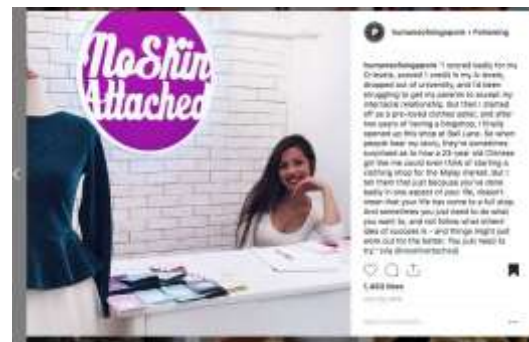 NoSkin
Attached
humansofsingapore • Following
humansofsingapore "I scored badly for my
O-levels, scored 1 credit in my A-levels,
dropped out of university, and I'd been
struggling to get my parents to accept my
interracial relationship. But then I started
off as a pre-loved clothes seller, and after
two years of having a blogshop, I finally
opened up this shop at Bali Lane. So when
people hear my story, they're sometimes
surprised as to how a 23-year old Chinese
girl like me could even think of starting a
clothing shop for the Malay market. But I
tell them that just because you've done
badly in one aspect of your life, doesn't
mean that your life has come to a full stop.
And sometimes you just need to do what
you want to, and not follow what others'
idea of success is - and things might just
work out for the better. You just need to
try." via @noskinattached
likes